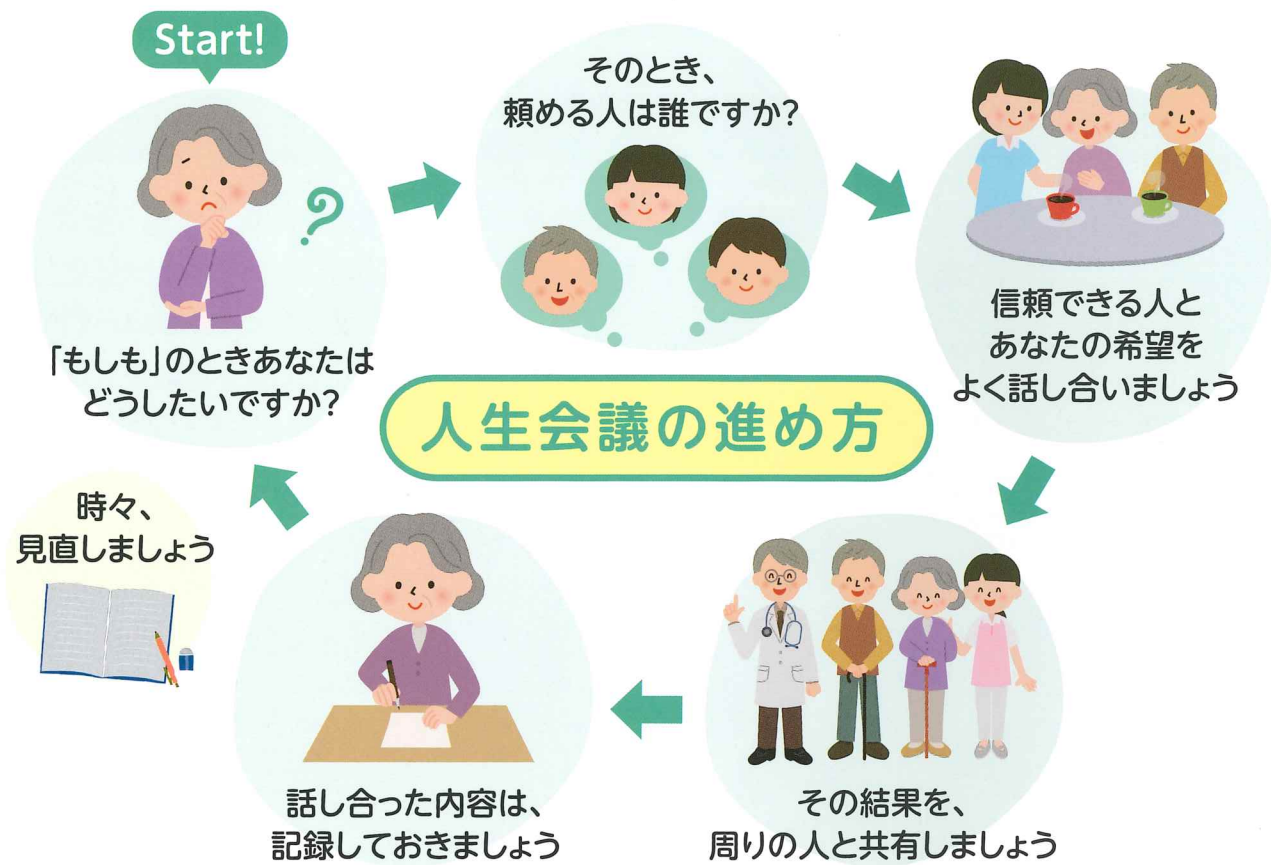 Start!
「もしも」のときあなたは
どうしたいですか?
そのとき、
頼める人は誰ですか?
信頼できる人と
あなたの希望を
よく話し合いましょう
人生会議の進め方
その結果を、
周りの人と共有しましょう
話し合った内容は、
記録しておきましょう
時々、
見直しましょう